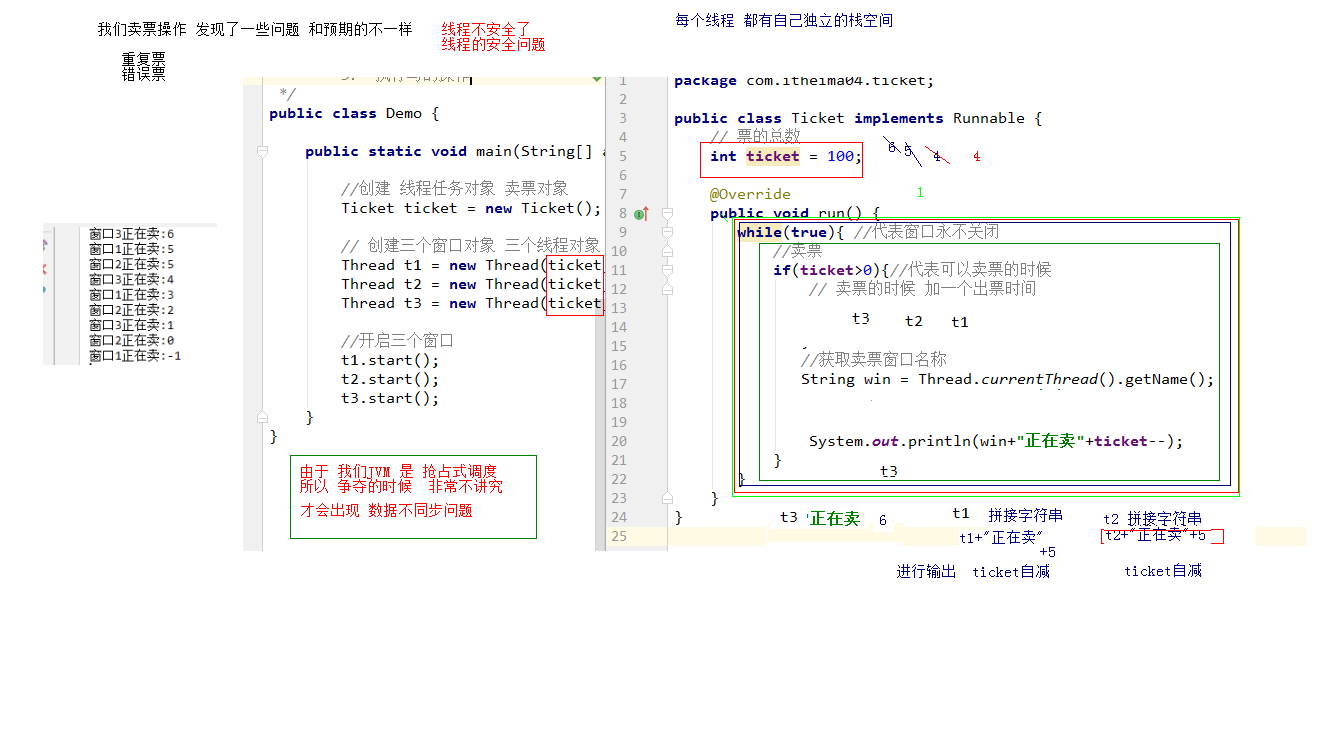 我们卖票操作 发现了一些问题 和预期的不一样
重复票
错误票
线程不安全了
线程的安全问题
每个线程 都有自己独立的栈空间
窗口3正在卖:6
窗口1正在卖:5
窗口2正在卖:5
窗口3正在卖:4
窗口1正在卖:3
窗口2正在卖:2
窗口3正在卖:1
窗口2正在卖:0
窗口1正在卖:-1
*/
public class Demo {
public static void main(String[] a
//创建 线程任务对象 卖票对象
Ticket ticket = new Ticket();
// 创建三个窗口对象 三个线程对象
Thread t1 = new Thread(ticket
Thread t2 = new Thread(ticket
Thread t3 = new Thread(ticket
//开启三个窗口
t1.start();
t2.start();
t3.start();
}
}
由于 我们JVM 是 抢占式调度
所以 争夺的时候 非常不讲究
才会出现 数据不同步问题
1 package com.itheima04.ticket;
2
3 public class Ticket implements Runnable {
4 // 票的总数
5 int ticket = 100; 6 5 4 4
6
7 @Override 1
8 public void run() {
9 while(true){ //代表窗口永不关闭
10 //卖票
11 if(ticket>0){//代表可以卖票的时候
12 // 卖票的时候 加一个出票时间
13
14 t3 t2 t1
15
16 //获取卖票窗口名称
17 String win = Thread.currentThread().getName();
18
19
20 System.out.println(win+"正在卖"+ticket--);
21 }
22 } t3
23 }
24 }
25
t3 "正在卖 6
t1 拼接字符串
t1+"正在卖"
+5
进行输出 ticket自减
t2 拼接字符串
t2+"正在卖"+5
ticket自减